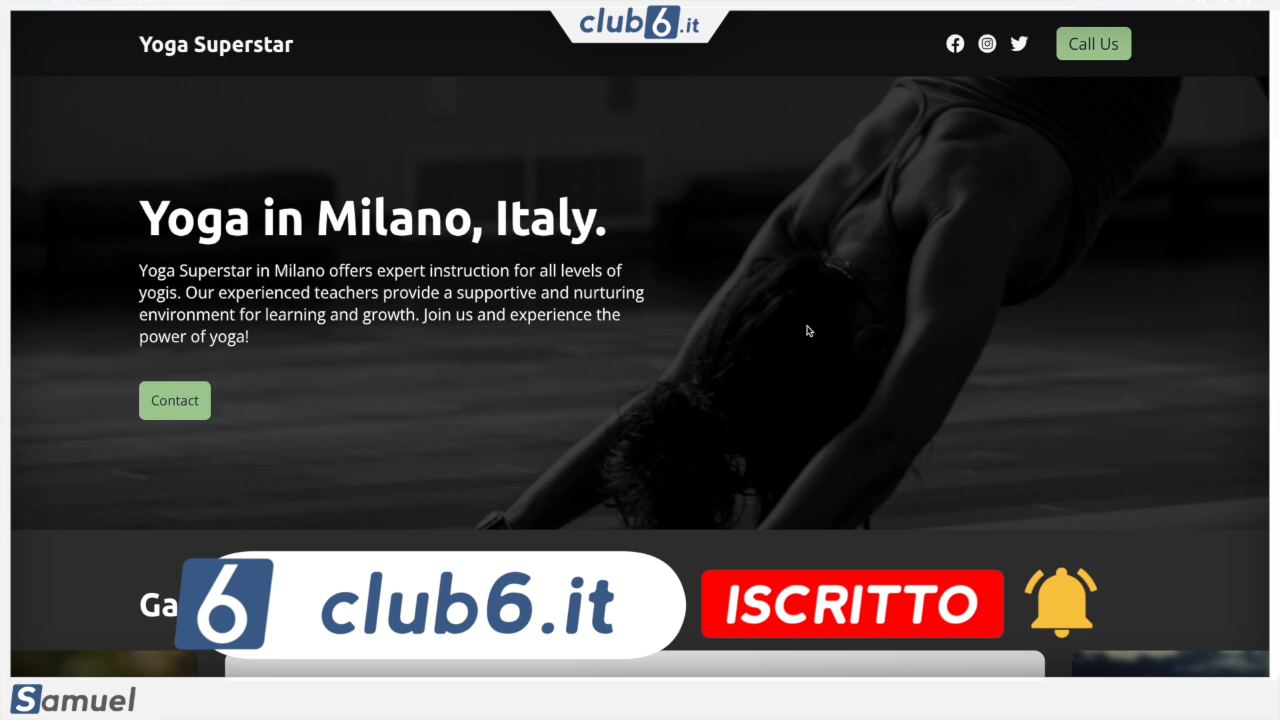 club6.it
Yoga Superstar
Call Us
Yoga in Milano, Italy.
Yoga Superstar in Milano offers expert instruction for all levels of
yogis. Our experienced teachers provide a supportive and nurturing
environment for learning and growth. Join us and experience the
power of yoga!
Contact
Ga
6 club6.it
ISCRITTO
Samuel